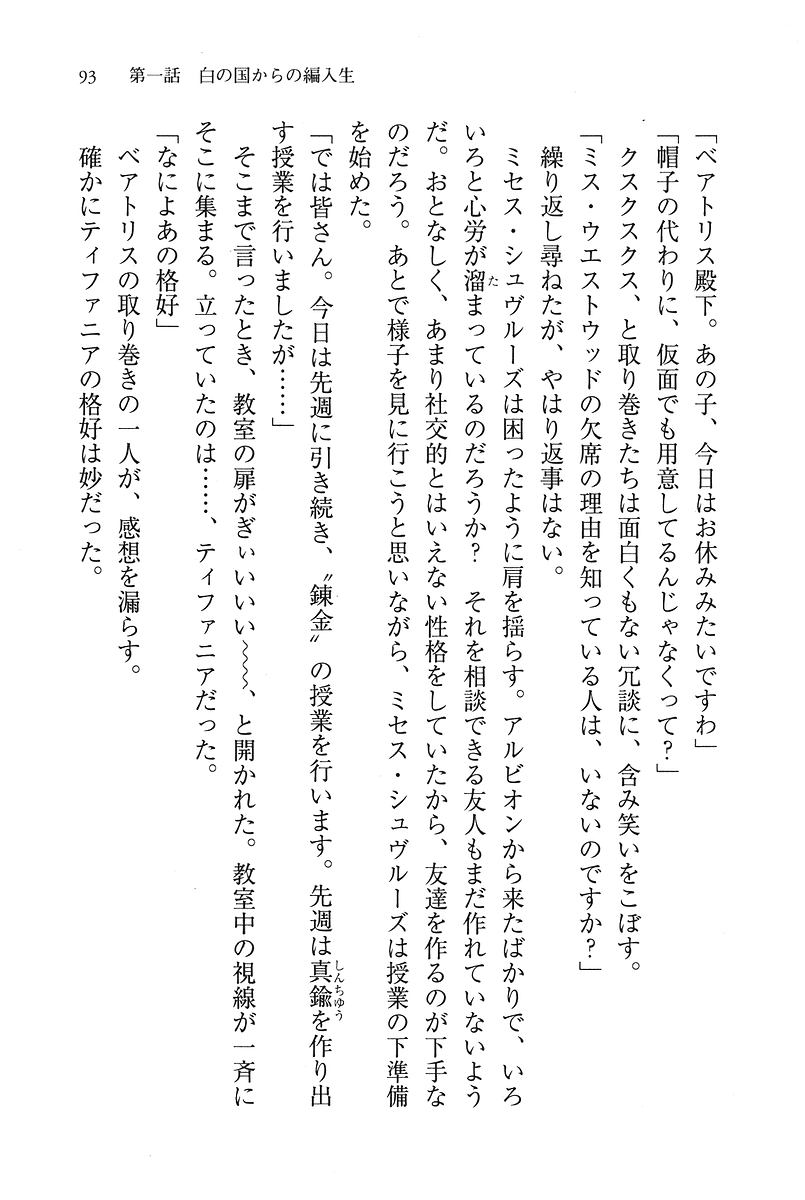 93　第一話　白の国からの編入生
「ベアトリス殿下。あの子、今日はお休みみたいですわ」
「帽子の代わりに、仮面でも用意してるんじゃなくって？」
　クスクスクス、と取り巻きたちは面白くもない冗談に、含み笑いをこぼす。
「ミス・ウエストウッドの欠席の理由を知っている人は、いないのですか？」
　繰り返し尋ねたが、やはり返事はない。
　ミセス・シュヴルーズは困ったように肩を揺らす。アルビオンから来たばかりで、いろ
いろと心労が溜まっているのだろうか？　それを相談できる友人もまだ作れていないよう
だ。おとなしく、あまり社交的とはいえない性格をしていたから、友達を作るのが下手な
のだろう。あとで様子を見に行こうと思いながら、ミセス・シュヴルーズは授業の下準備
を始めた。
「では皆さん。今日は先週に引き続き、〝錬金〟の授業を行います。先週は真鍮を作り出
す授業を行いましたが……」
　そこまで言ったとき、教室の扉がぎぃいいい～～～、と開かれた。教室中の視線が一斉に
そこに集まる。立っていたのは……、ティファニアだった。
「なによあの格好」
　ベアトリスの取り巻きの一人が、感想を漏らす。
　確かにティファニアの格好は妙だった。